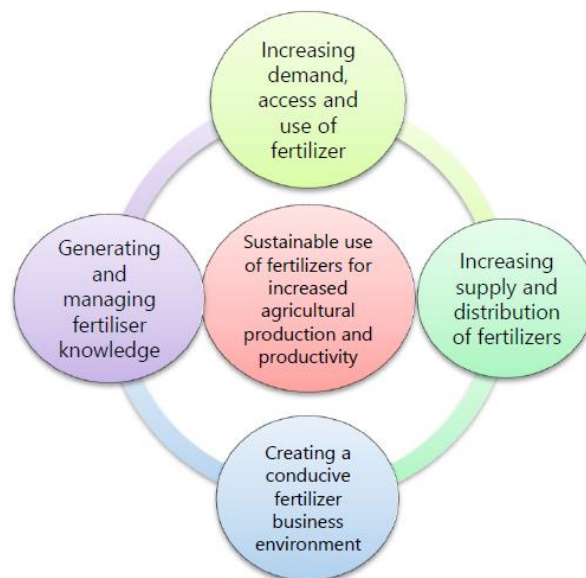 Increasing
demand,
access and
use of
fertilizer
Generating
and
managing
fertiliser
knowledge
Sustainable use
of fertilizers for
increased
agricultural
production and
productivity
Increasing
supply and
distribution
of fertilizers
Creating a
conducive
fertilizer
business
environment